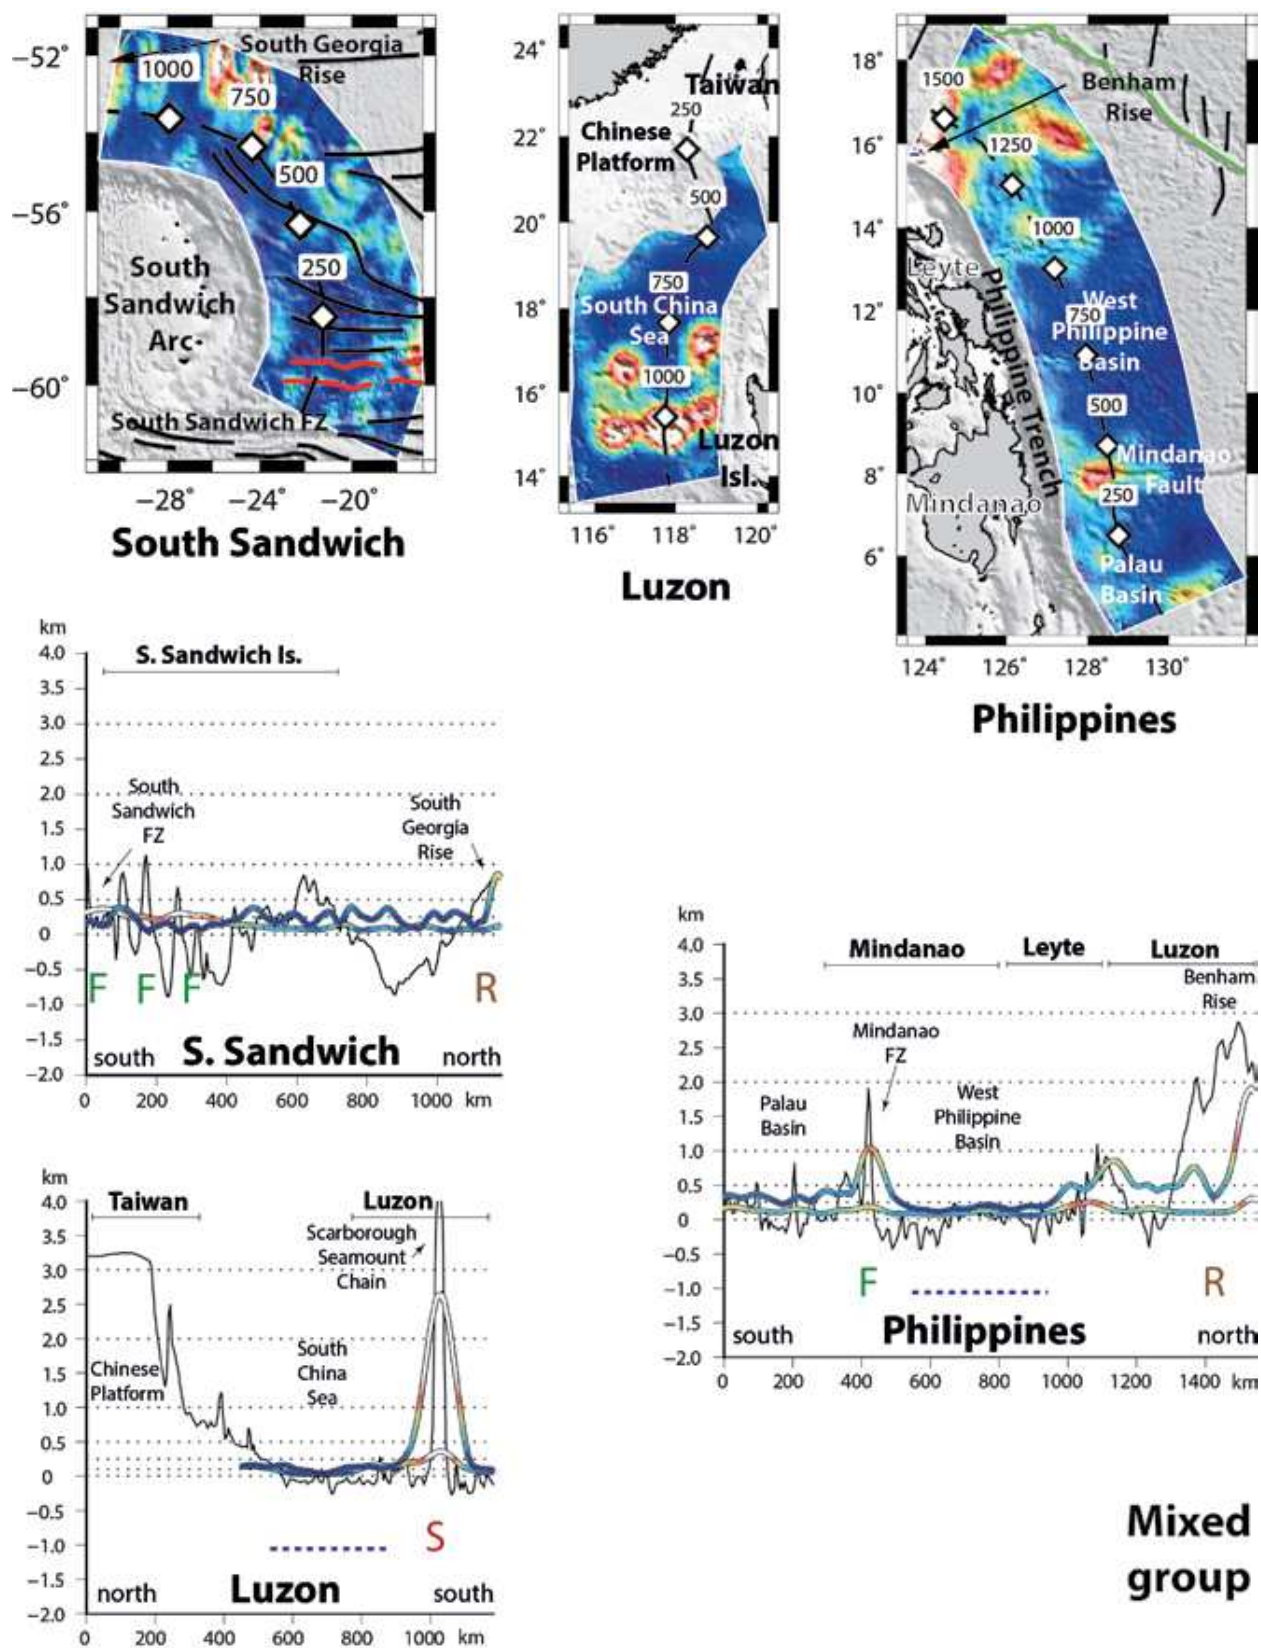 South Georgia
Rise
1000
750
500
250
South
Sandwich
Arc
South Sandwich FZ
−52°
−56°
−60°
−28°
−24°
−20°
South Sandwich
24°
22°
20°
18°
16°
14°
Taiwan
250
Chinese
Platform
500
750
South China
Sea
1000
Luzon
Isl.
116°
118°
120°
Luzon
18°
16°
14°
12°
10°
8°
6°
1500
Benham
Rise
1250
1000
Leyte
Philippine Trench
West
750
Philippine
Basin
500
Mindanao
Fault
250
Mindanao
Palau
Basin
124°
126°
128°
130°
Philippines
km
4.0
3.5
3.0
2.5
2.0
1.5
1.0
0.5
0
−0.5
−1.0
−1.5
−2.0
S. Sandwich Is.
South
Sandwich
FZ
South
Georgia
Rise
F F F R
south S. Sandwich north
0 200 400 600 800 1000 km
km
4.0
3.5
3.0
2.5
2.0
1.5
1.0
0.5
0
−0.5
−1.0
−1.5
−2.0
Mindanao Leyte Luzon
Benham
Rise
Mindanao
FZ
Palau
Basin
West
Philippine
Basin
F R
south Philippines north
0 200 400 600 800 1000 1200 1400 km
km
4.0
3.5
3.0
2.5
2.0
1.5
1.0
0.5
0
−0.5
−1.0
−1.5
−2.0
Taiwan Luzon
Scarborough
Seamount
Chain
Chinese
Platform
South
China
Sea
S
north Luzon south
0 200 400 600 800 1000 km
Mixed
group